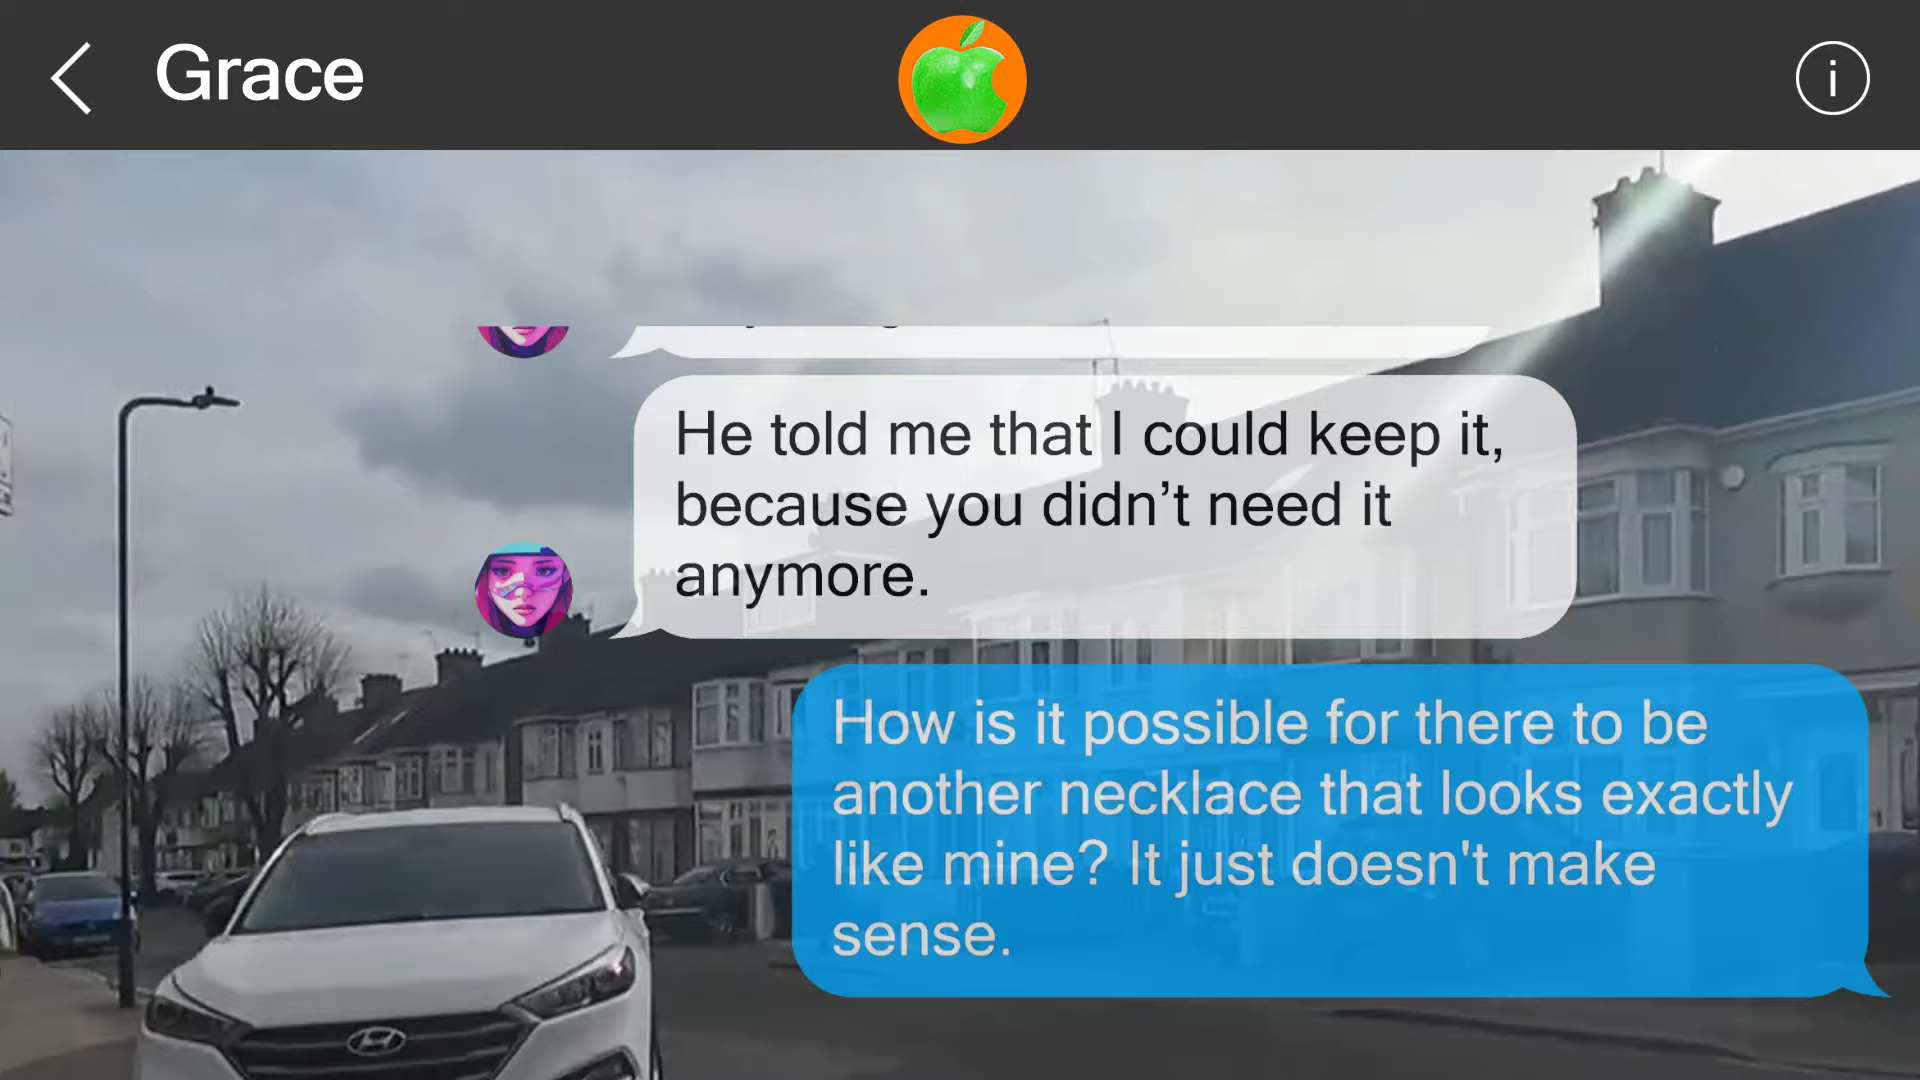 Grace
i
He told me that I could keep it,
because you didn’t need it
anymore.
How is it possible for there to be
another necklace that looks exactly
like mine? It just doesn't make
sense.